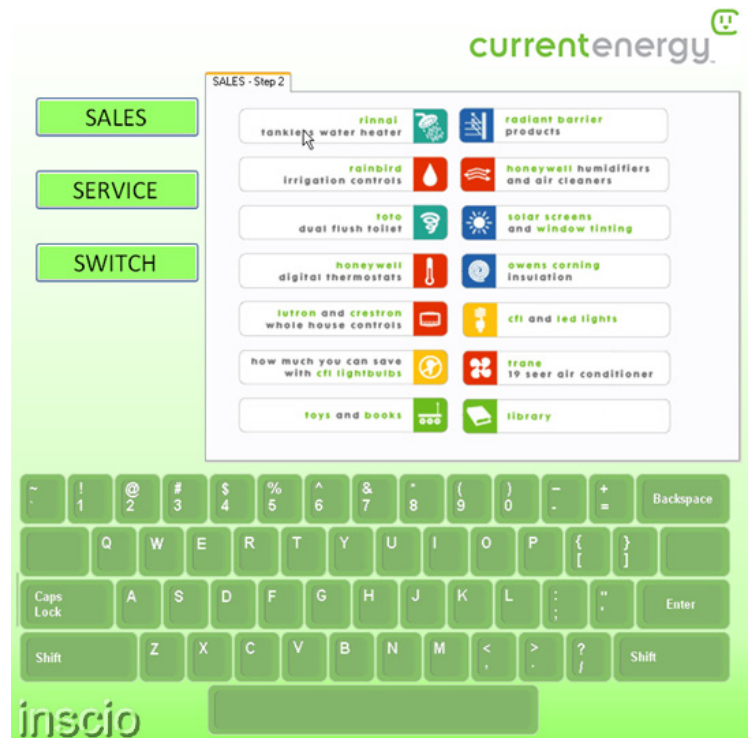 currentenergy
SALES - Step 2
SALES
SERVICE
SWITCH
rinnai
tankless water heater
radiant barrier
products
rainbird
irrigation controls
honeywell humidifiers
and air cleaners
toto
dual flush toilet
solar screens
and window tinting
honeywell
digital thermostats
owens corning
insulation
lutron and crestron
whole house controls
cfl and led lights
how much you can save
with cfl lightbulbs
trane
19 seer air conditioner
toys and books
library
~ ! @ # $ % ^ & * ( ) _ +
` 1 2 3 4 5 6 7 8 9 0 - = Backspace
Q W E R T Y U I O P { }
[ ]
Caps
Lock
A S D F G H J K L : "
; '
Enter
Shift Z X C V B N M < > ? Shift
, . /
inscio